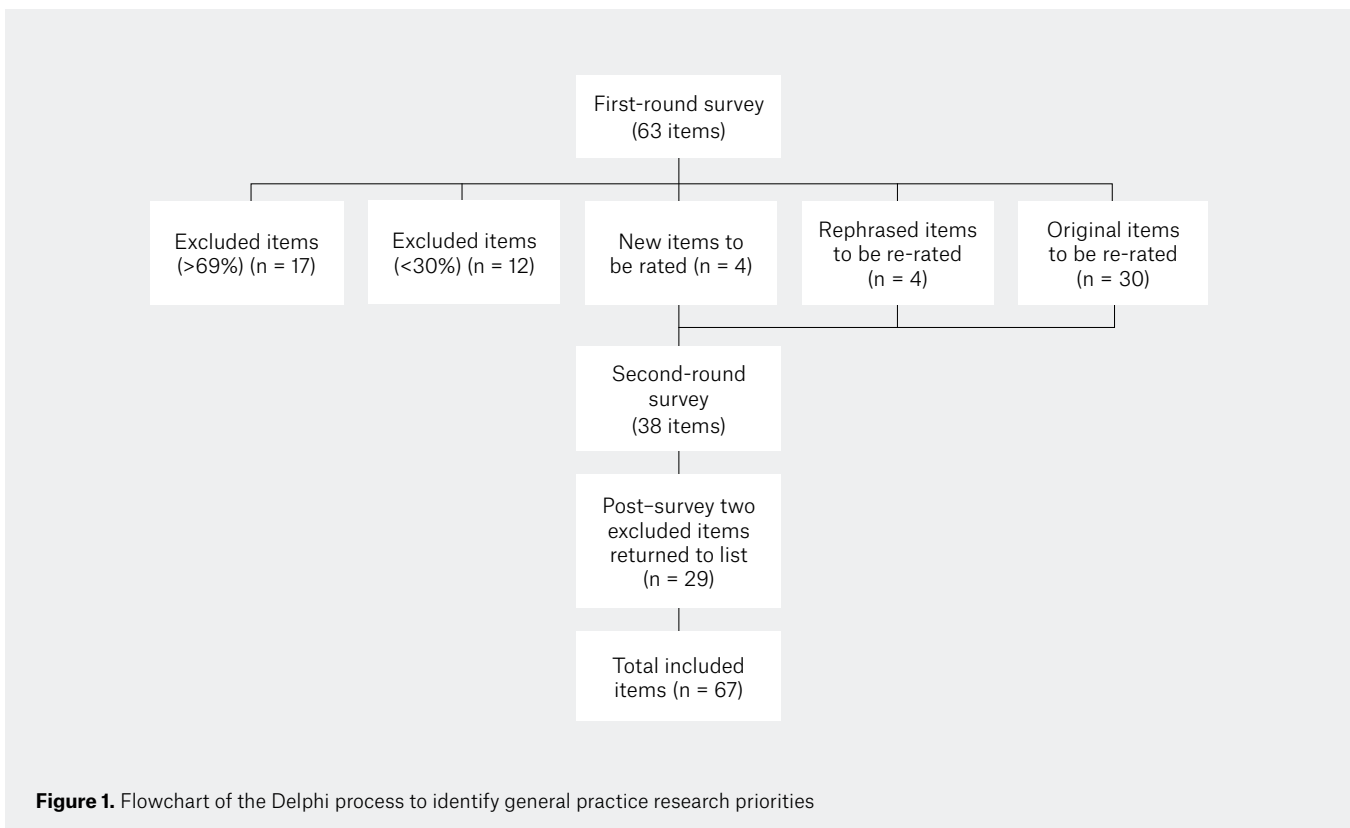 First-round survey
(63 items)
Excluded items
(>69%) (n = 17)
Excluded items
(<30%) (n = 12)
New items to
be rated (n = 4)
Rephrased items
to be re-rated
(n = 4)
Original items
to be re-rated
(n = 30)
Second-round
survey
(38 items)
Post–survey two
excluded items
returned to list
(n = 29)
Total included
items (n = 67)
Figure 1. Flowchart of the Delphi process to identify general practice research priorities